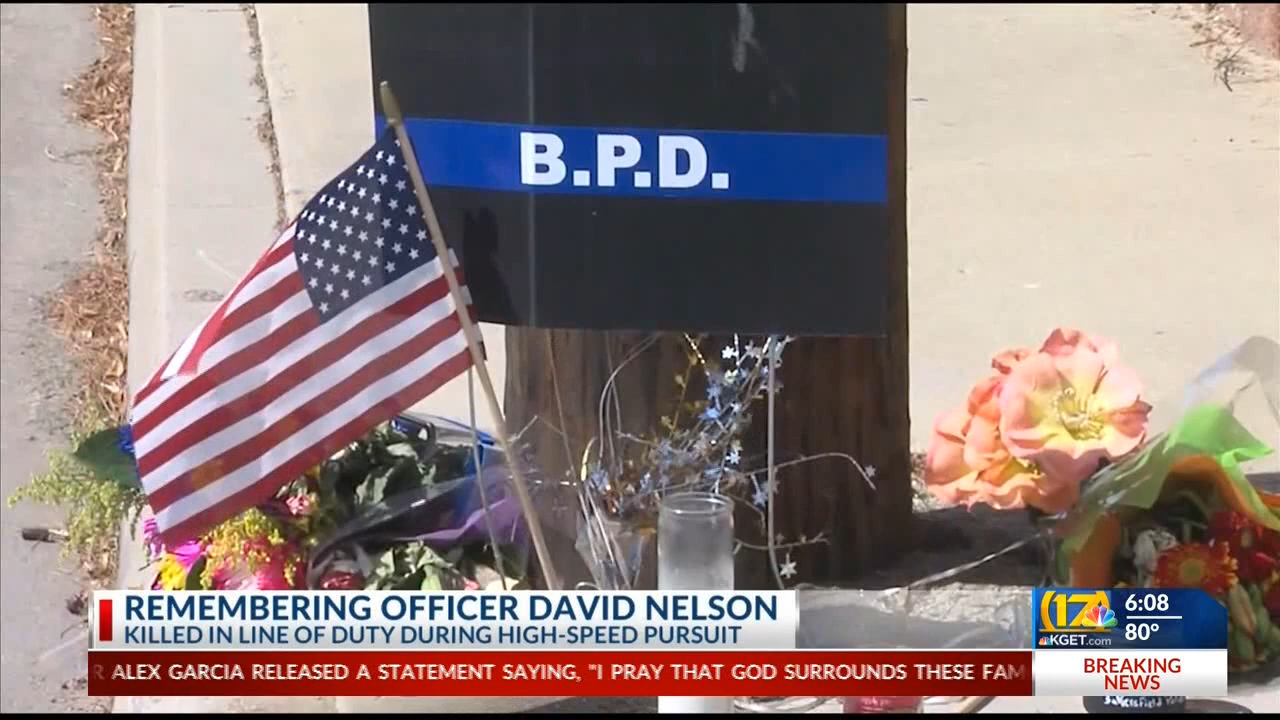 B.P.D.
REMEMBERING OFFICER DAVID NELSON
KILLED IN LINE OF DUTY DURING HIGH-SPEED PURSUIT
17
KGET.com
6:08
80°
R ALEX GARCIA RELEASED A STATEMENT SAYING, "I PRAY THAT GOD SURROUNDS THESE FAM
BREAKING
NEWS